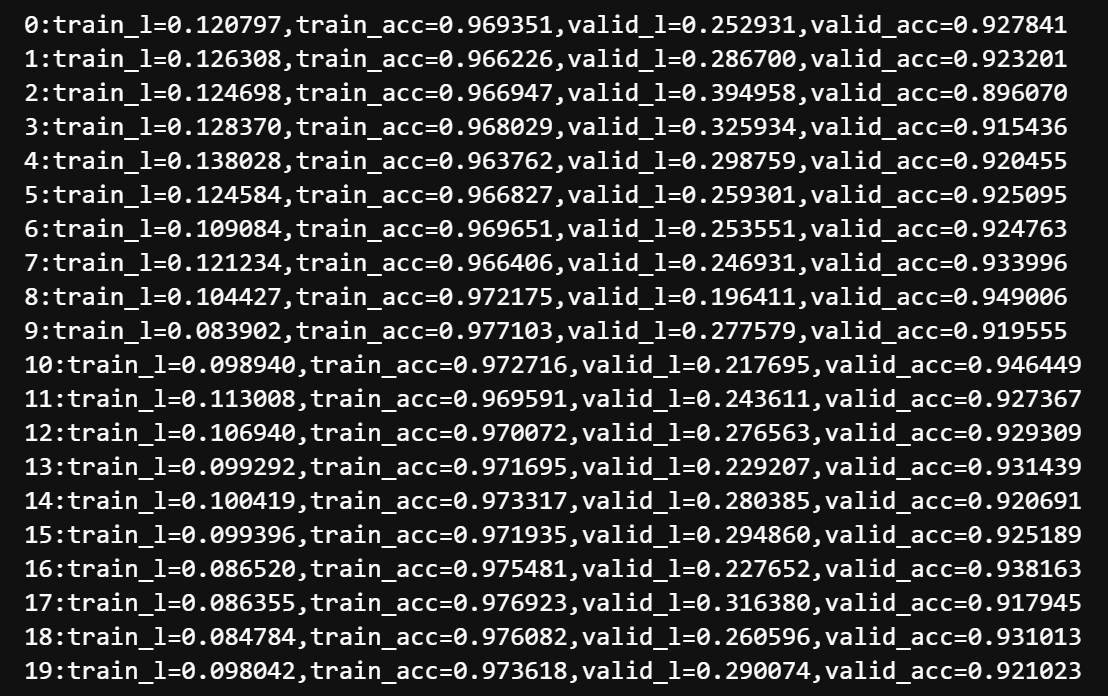 0:train_l=0.120797,train_acc=0.969351,valid_l=0.252931,valid_acc=0.927841
1:train_l=0.126308,train_acc=0.966226,valid_l=0.286700,valid_acc=0.923201
2:train_l=0.124698,train_acc=0.966947,valid_l=0.394958,valid_acc=0.896070
3:train_l=0.128370,train_acc=0.968029,valid_l=0.325934,valid_acc=0.915436
4:train_l=0.138028,train_acc=0.963762,valid_l=0.298759,valid_acc=0.920455
5:train_l=0.124584,train_acc=0.966827,valid_l=0.259301,valid_acc=0.925095
6:train_l=0.109084,train_acc=0.969651,valid_l=0.253551,valid_acc=0.924763
7:train_l=0.121234,train_acc=0.966406,valid_l=0.246931,valid_acc=0.933996
8:train_l=0.104427,train_acc=0.972175,valid_l=0.196411,valid_acc=0.949006
9:train_l=0.083902,train_acc=0.977103,valid_l=0.277579,valid_acc=0.919555
10:train_l=0.098940,train_acc=0.972716,valid_l=0.217695,valid_acc=0.946449
11:train_l=0.113008,train_acc=0.969591,valid_l=0.243611,valid_acc=0.927367
12:train_l=0.106940,train_acc=0.970072,valid_l=0.276563,valid_acc=0.929309
13:train_l=0.099292,train_acc=0.971695,valid_l=0.229207,valid_acc=0.931439
14:train_l=0.100419,train_acc=0.973317,valid_l=0.280385,valid_acc=0.920691
15:train_l=0.099396,train_acc=0.971935,valid_l=0.294860,valid_acc=0.925189
16:train_l=0.086520,train_acc=0.975481,valid_l=0.227652,valid_acc=0.938163
17:train_l=0.086355,train_acc=0.976923,valid_l=0.316380,valid_acc=0.917945
18:train_l=0.084784,train_acc=0.976082,valid_l=0.260596,valid_acc=0.931013
19:train_l=0.098042,train_acc=0.973618,valid_l=0.290074,valid_acc=0.921023